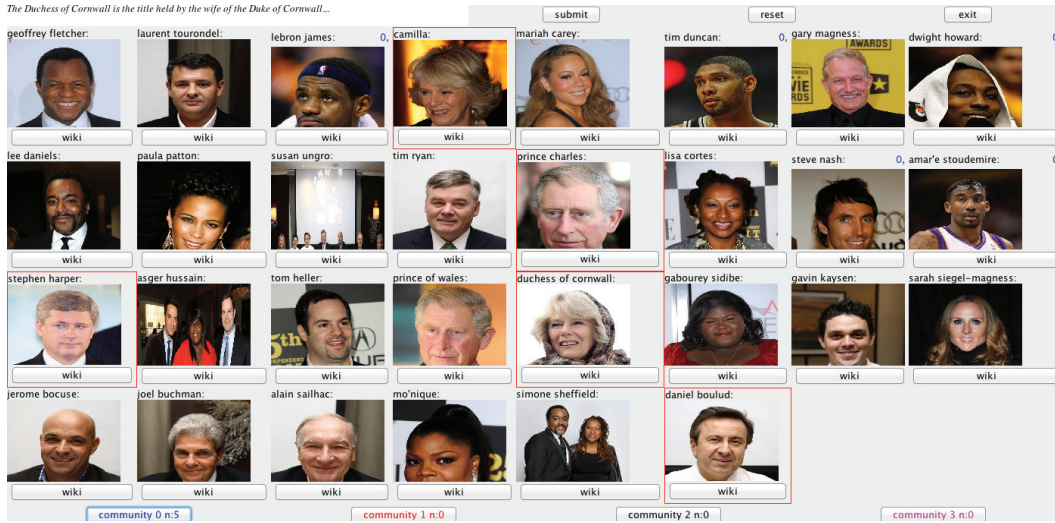 The Duchess of Cornwall is the title held by the wife of the Duke of Cornwall...
submit reset exit
geoffrey fletcher: laurent tourondel: lebron james: 0, camilla: mariah carey: tim duncan: 0, gary magness: dwight howard: 0
AWARDS
wiki wiki wiki wiki wiki wiki wiki wiki
lee daniels: paula patton: susan ungro: tim ryan: prince charles: lisa cortes: steve nash: 0, amar'e stoudemire: 0
wiki wiki wiki wiki wiki wiki wiki wiki
stephen harper: asger hussain: tom heller: prince of wales: duchess of cornwall: gabourey sidibe: gavin kaysen: sarah siegel-magness:
wiki wiki wiki wiki wiki wiki wiki wiki
jerome bocuse: joel buchman: alain sailhac: mo'nique: simone sheffield: daniel boulud:
wiki wiki wiki wiki wiki wiki
community 0 n:5 community 1 n:0 community 2 n:0 community 3 n:0